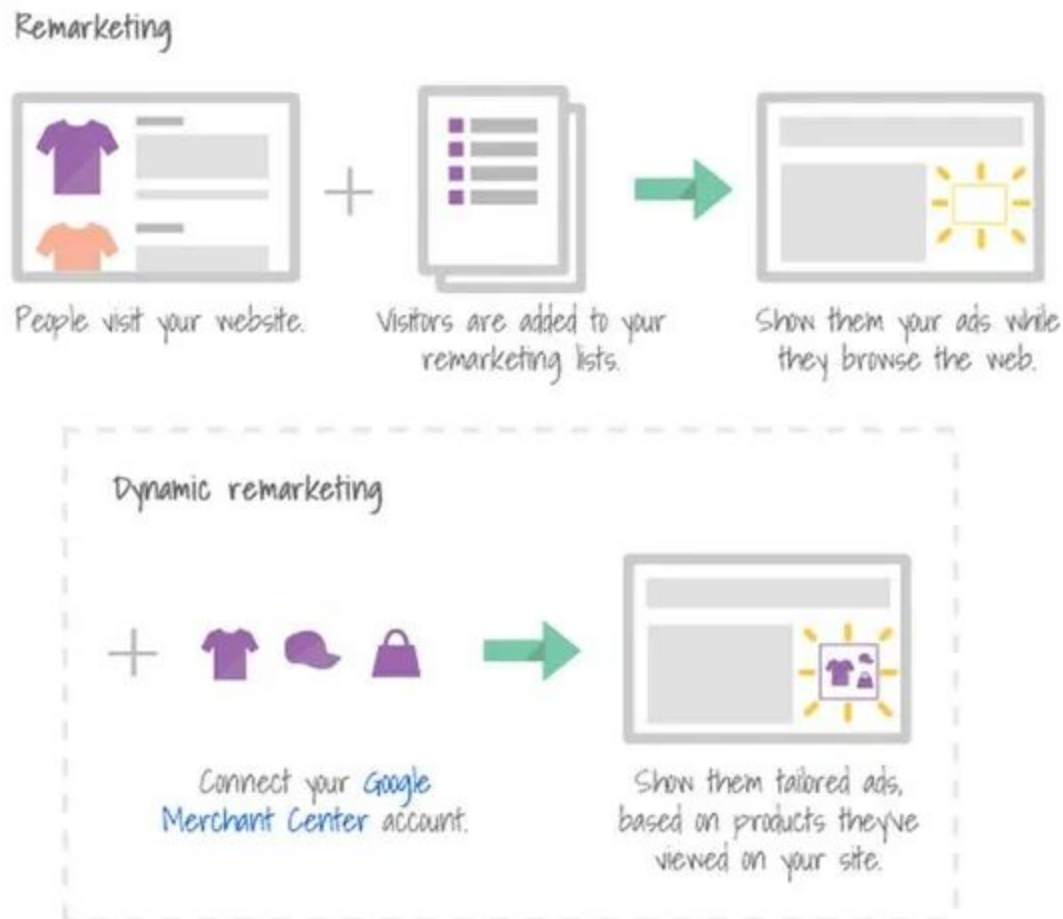 Remarketing
People visit your website.
Visitors are added to your
remarketing lists.
Show them your ads while
they browse the web.
Dynamic remarketing
Connect your Google
Merchant Center account.
Show them tailored ads,
based on products they've
viewed on your site.